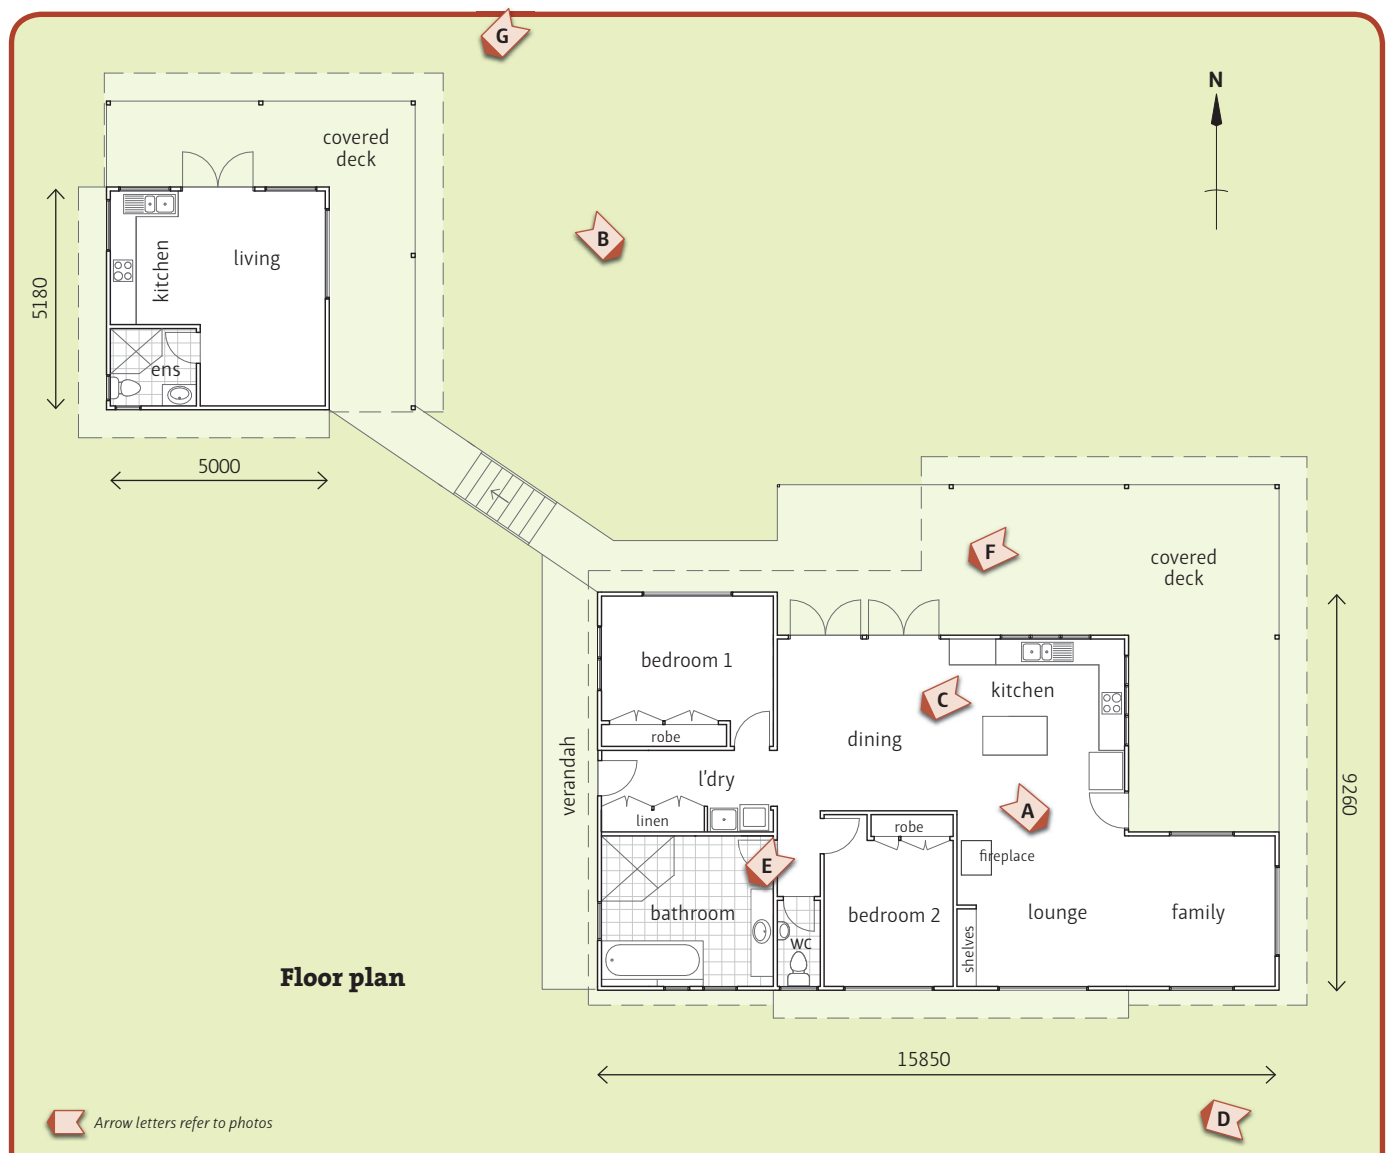 G
N
covered
deck
B
living
kitchen
5180
ens
5000
F
covered
deck
bedroom 1
kitchen
C
robe
dining
verandah
l'dry
9260
linen
A
robe
fireplace
E
bathroom
bedroom 2
lounge
family
WC
shelves
Floor plan
15850
D
Arrow letters refer to photos